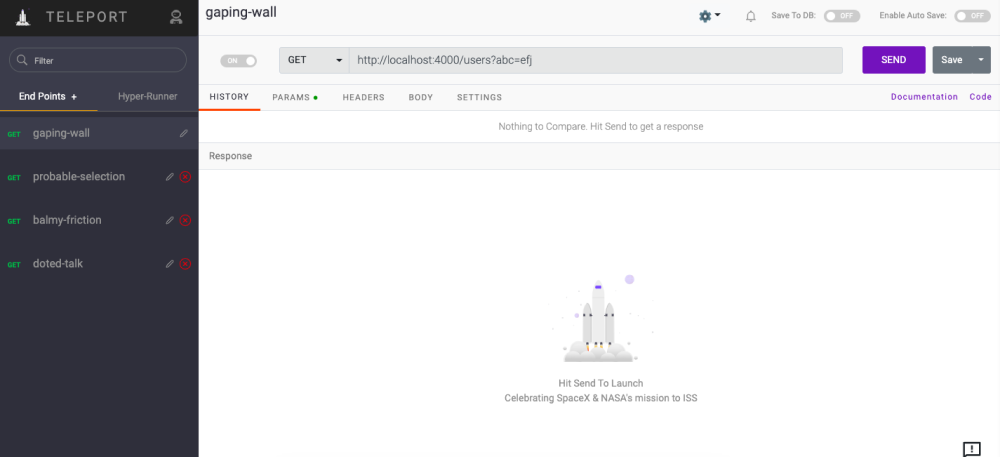 TELEPORT
gaping-wall
Save To DB: OFF
Enable Auto Save: OFF
Filter
ON
GET
http://localhost:4000/users?abc=efj
SEND
Save
End Points +
Hyper-Runner
HISTORY
PARAMS
HEADERS
BODY
SETTINGS
Documentation
Code
GET gaping-wall
Nothing to Compare. Hit Send to get a response
Response
GET probable-selection
GET balmy-friction
GET doted-talk
Hit Send To Launch
Celebrating SpaceX & NASA's mission to ISS